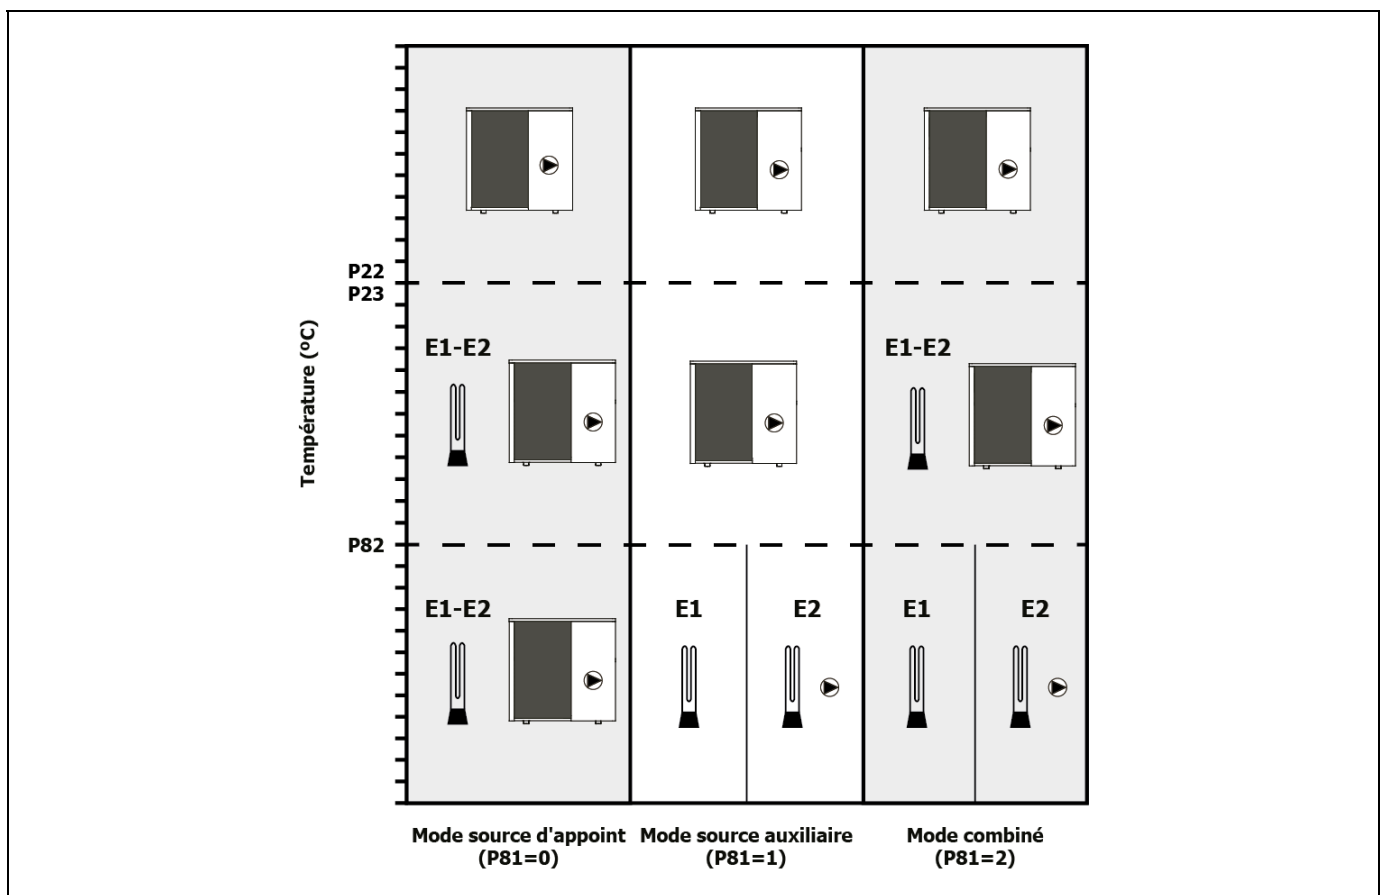 P22
P23
Température (ºC)
E1-E2
E1-E2
P82
E1-E2
E1
E2
E1
E2
Mode source d'appoint
(P81=0)
Mode source auxiliaire
(P81=1)
Mode combiné
(P81=2)